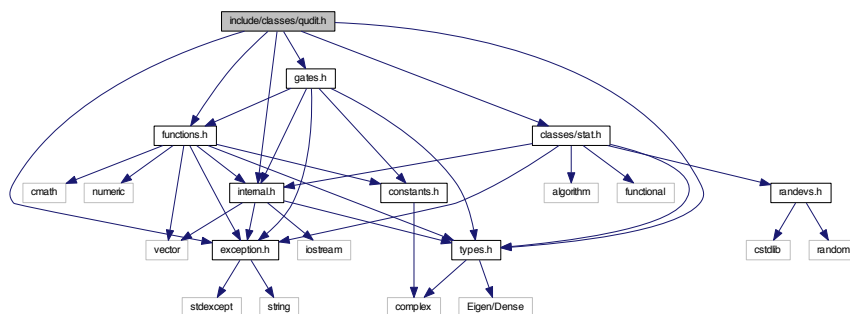 include/classes/qudit.h
gates.h
functions.h
classes/stat.h
cmath
numeric
internal.h
constants.h
algorithm
functional
randevs.h
vector
exception.h
iostream
types.h
cstdlib
random
stdexcept
string
complex
Eigen/Dense